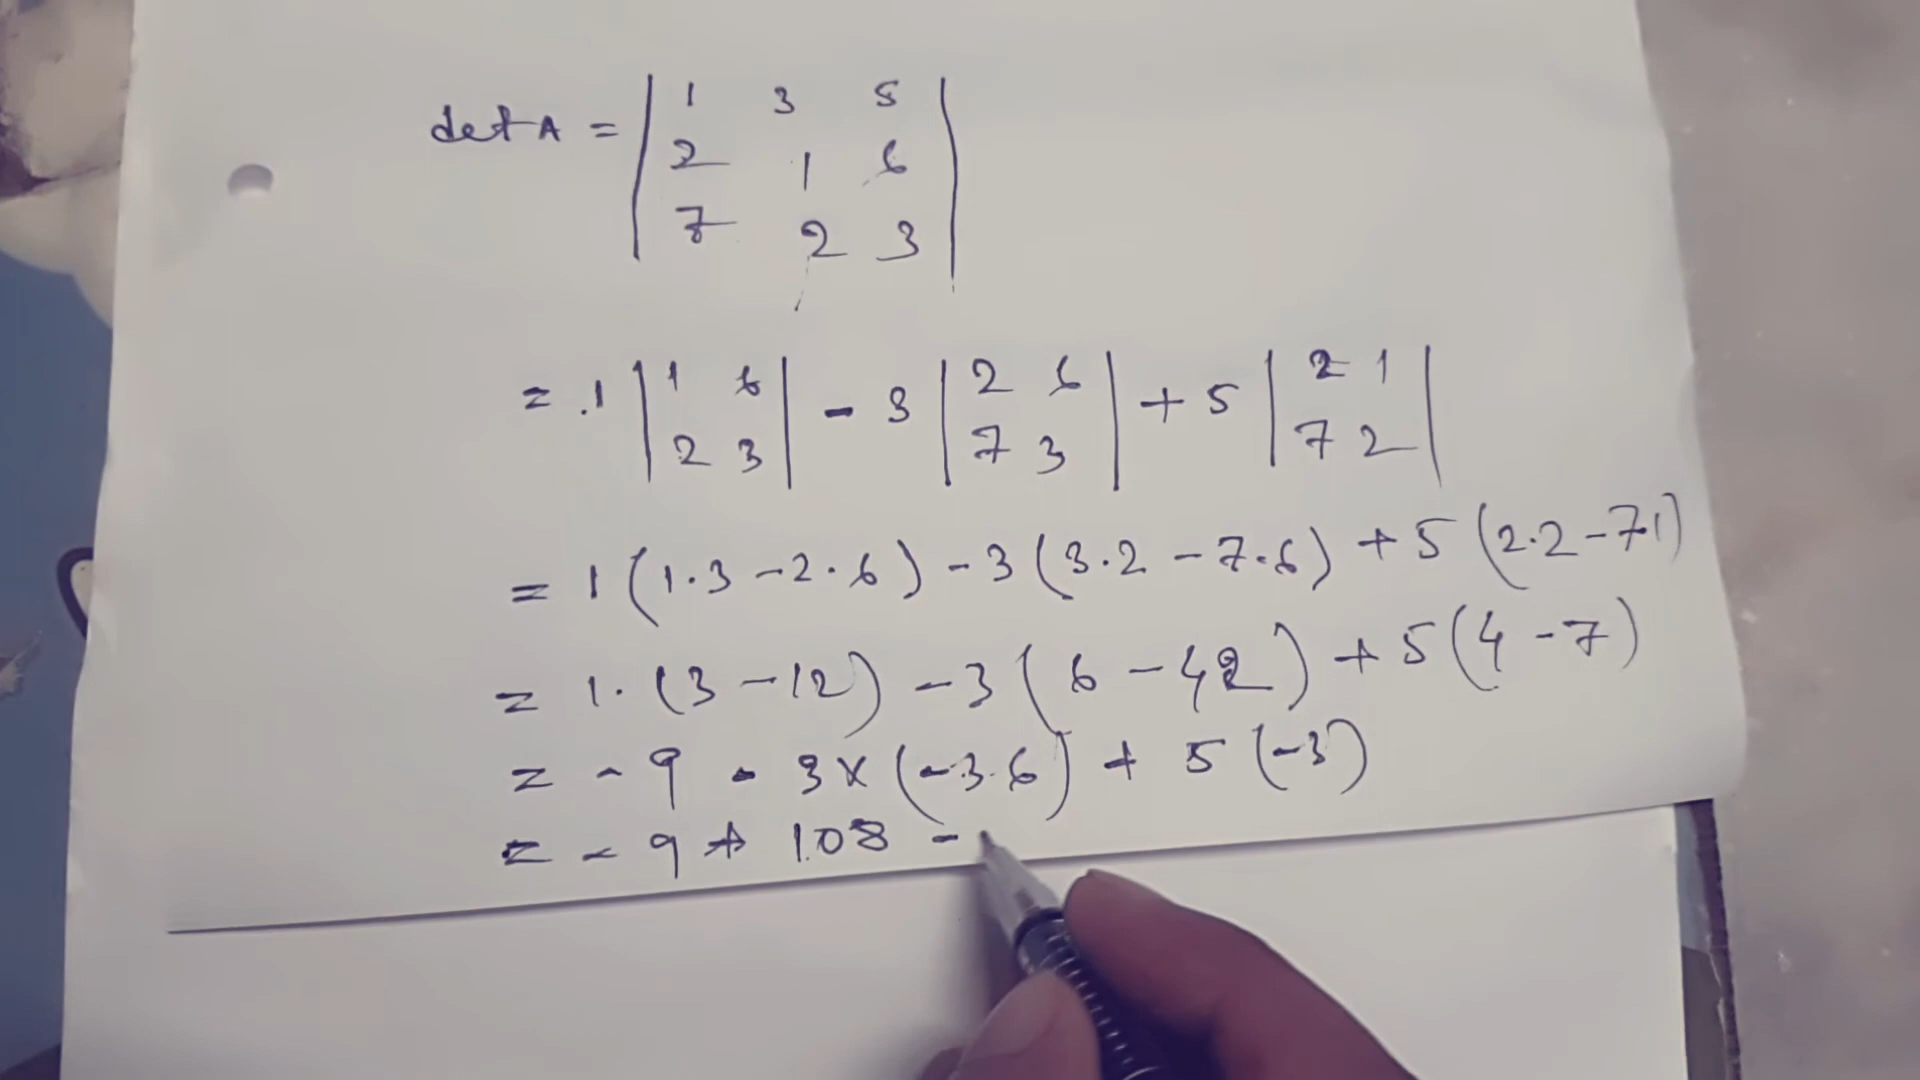 det A = | 1 3 5 |
| 2 1 6 |
| 7 2 3 |
= 1 | 1 6 | - 3 | 2 6 | + 5 | 2 1 |
| 2 3 | | 7 3 | | 7 2 |
= 1 (1·3 - 2·6) - 3 (3·2 - 7·6) + 5 (2·2 - 71)
= 1· (3 - 12) - 3 (6 - 42) + 5 (4 - 7)
= - 9 - 3 x (-36) + 5 (-3)
= - 9 + 108 -